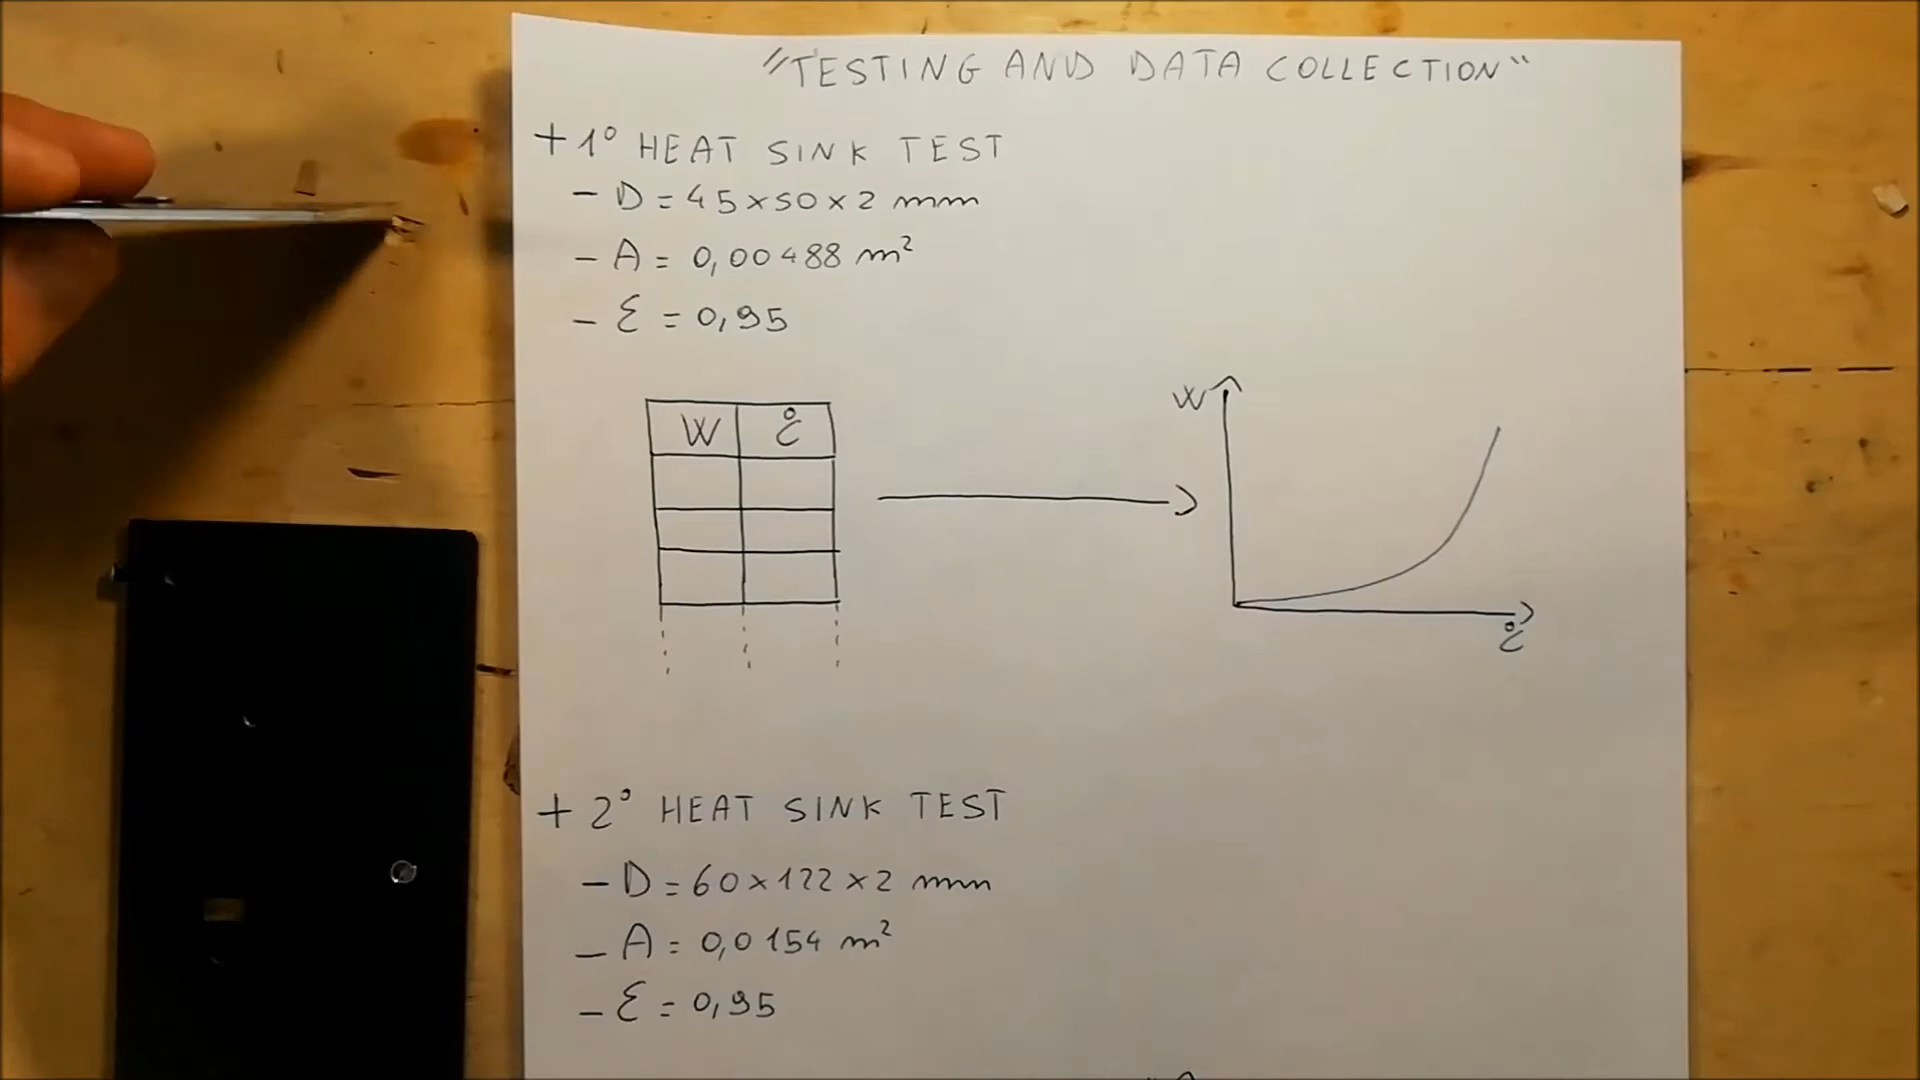 "TESTING AND DATA COLLECTION"
+ 1° HEAT SINK TEST
- D = 45 x 50 x 2 mm
- A = 0,00488 m²
- Ɛ = 0,95
W °C
W
°C
+ 2° HEAT SINK TEST
- D = 60 x 122 x 2 mm
- A = 0,0154 m²
- Ɛ = 0,95